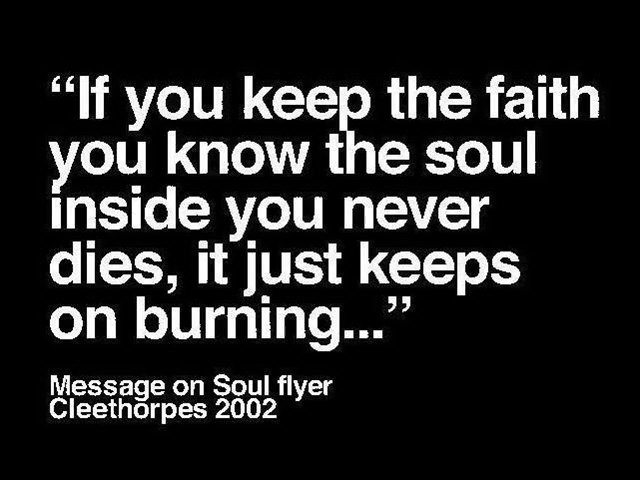 “If you keep the faith
you know the soul
inside you never
dies, it just keeps
on burning...”
Message on Soul flyer
Cleethorpes 2002